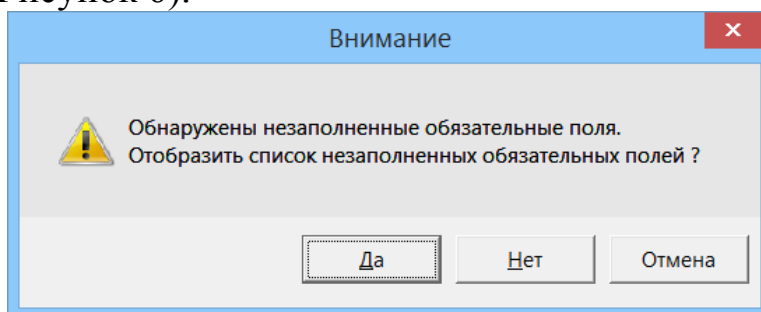 Рисунок 6).
Внимание
Обнаружены незаполненные обязательные поля.
Отобразить список незаполненных обязательных полей ?
Да
Нет
Отмена